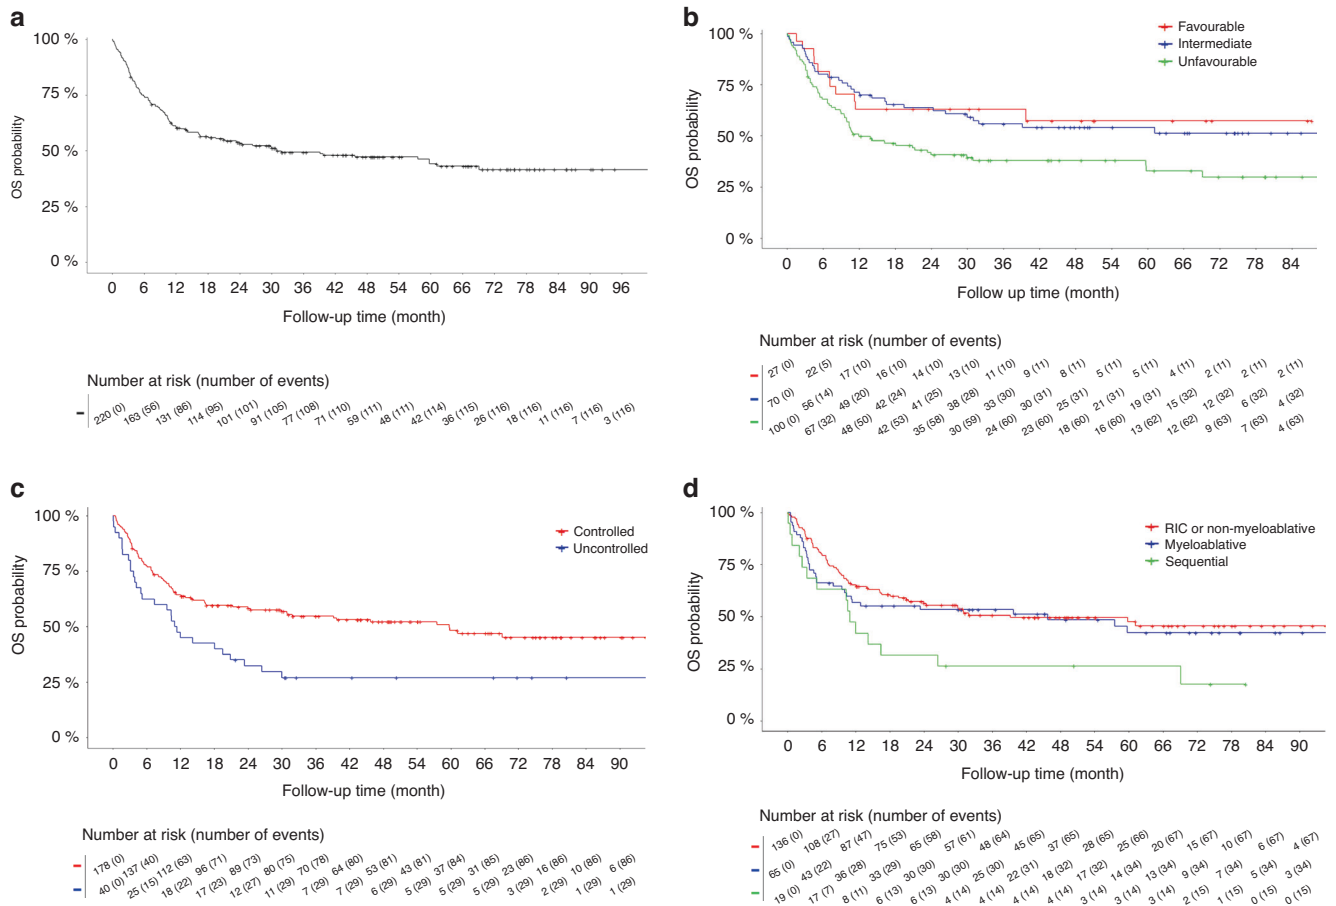 a
100 %
75 %
50 %
25 %
0 %
OS probability
0 6 12 18 24 30 36 42 48 54 60 66 72 78 84 90 96
Follow-up time (month)
Number at risk (number of events)
220 (0) 163 (56) 131 (86) 114 (95) 101 (101) 91 (105) 77 (108) 71 (110) 59 (111) 48 (111) 42 (114) 36 (115) 26 (116) 18 (116) 11 (116) 7 (116) 3 (116)
b
Favourable
Intermediate
Unfavourable
100 %
75 %
50 %
25 %
0 %
OS probability
0 6 12 18 24 30 36 42 48 54 60 66 72 78 84
Follow up time (month)
Number at risk (number of events)
27 (0) 22 (5) 17 (10) 16 (10) 14 (10) 13 (10) 11 (10) 9 (11) 8 (11) 5 (11) 5 (11) 4 (11) 2 (11) 2 (11) 2 (11)
70 (0) 56 (14) 49 (20) 42 (24) 41 (25) 38 (28) 33 (30) 30 (31) 25 (31) 21 (31) 19 (31) 15 (32) 12 (32) 6 (32) 4 (32)
100 (0) 67 (32) 48 (50) 42 (53) 35 (58) 30 (59) 24 (60) 23 (60) 18 (60) 16 (60) 13 (62) 12 (62) 9 (63) 7 (63) 4 (63)
c
Controlled
Uncontrolled
100 %
75 %
50 %
25 %
0 %
OS probability
0 6 12 18 24 30 36 42 48 54 60 66 72 78 84 90
Follow-up time (month)
Number at risk (number of events)
178 (0) 137 (40) 112 (63) 96 (71) 89 (73) 80 (75) 70 (78) 64 (80) 53 (81) 43 (81) 37 (84) 31 (85) 23 (86) 16 (86) 10 (86) 6 (86)
40 (0) 25 (15) 18 (22) 17 (23) 12 (27) 11 (29) 7 (29) 7 (29) 6 (29) 5 (29) 5 (29) 5 (29) 3 (29) 2 (29) 1 (29) 1 (29)
d
RIC or non-myeloablative
Myeloablative
Sequential
100 %
75 %
50 %
25 %
0 %
OS probability
0 6 12 18 24 30 36 42 48 54 60 66 72 78 84 90
Follow-up time (month)
Number at risk (number of events)
136 (0) 108 (27) 87 (47) 75 (53) 65 (58) 57 (61) 48 (64) 45 (65) 37 (65) 28 (65) 25 (66) 20 (67) 15 (67) 10 (67) 6 (67) 4 (67)
65 (0) 43 (22) 36 (28) 33 (29) 30 (30) 30 (30) 25 (30) 22 (31) 18 (32) 17 (32) 14 (34) 13 (34) 9 (34) 7 (34) 5 (34) 3 (34)
19 (0) 17 (7) 8 (11) 6 (13) 6 (13) 4 (14) 4 (14) 4 (14) 4 (14) 3 (14) 3 (14) 3 (14) 2 (15) 1 (15) 0 (15) 0 (15)